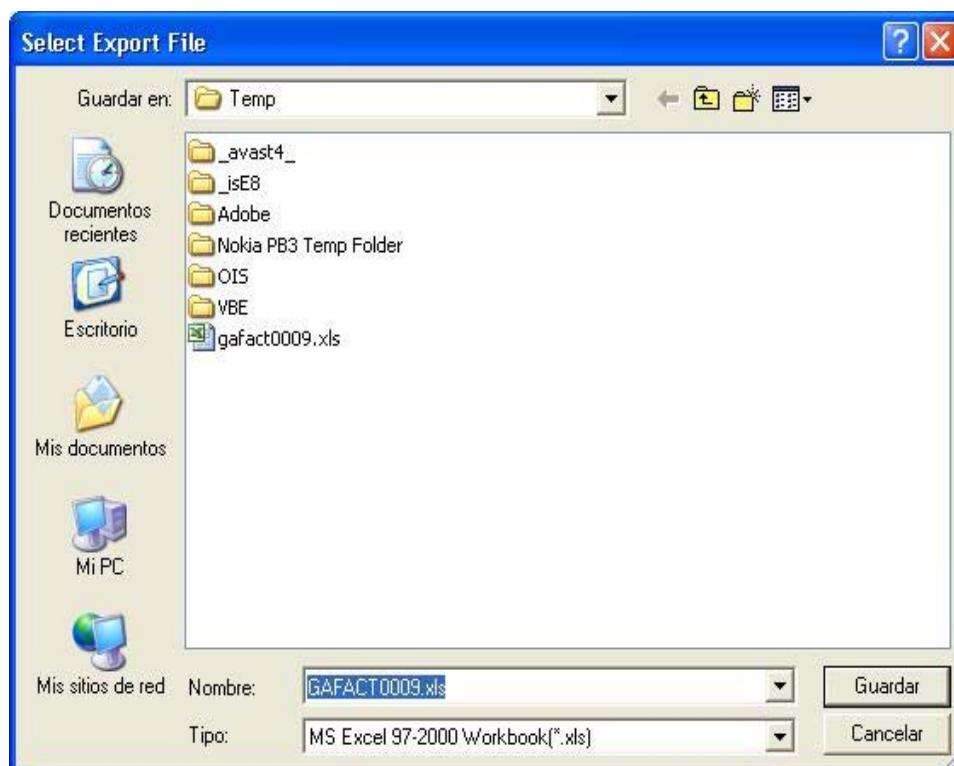 Select Export File
Guardar en: Temp
_avast4_
_isE8
Adobe
Nokia PB3 Temp Folder
OIS
VBE
gafact0009.xls
Documentos
recientes
Escritorio
Mis documentos
Mi PC
Mis sitios de red
Nombre: GAFACT0009.xls Guardar
Tipo: MS Excel 97-2000 Workbook(*.xls) Cancelar